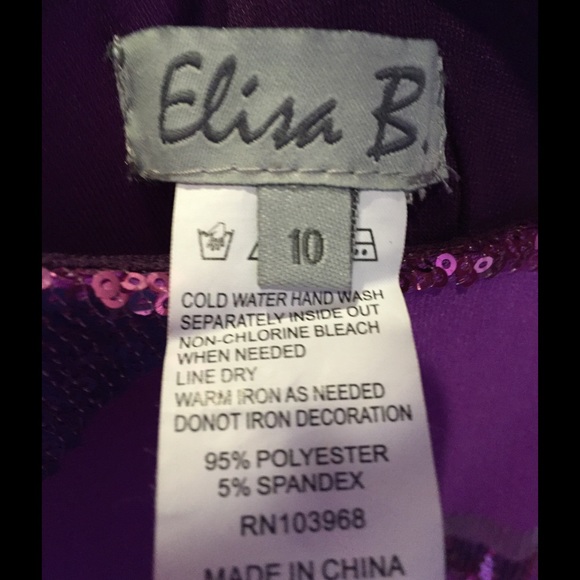 Elisa B.
10
COLD WATER HAND WASH
SEPARATELY INSIDE OUT
NON-CHLORINE BLEACH
WHEN NEEDED
LINE DRY
WARM IRON AS NEEDED
DONOT IRON DECORATION
95% POLYESTER
5% SPANDEX
RN103968
MADE IN CHINA